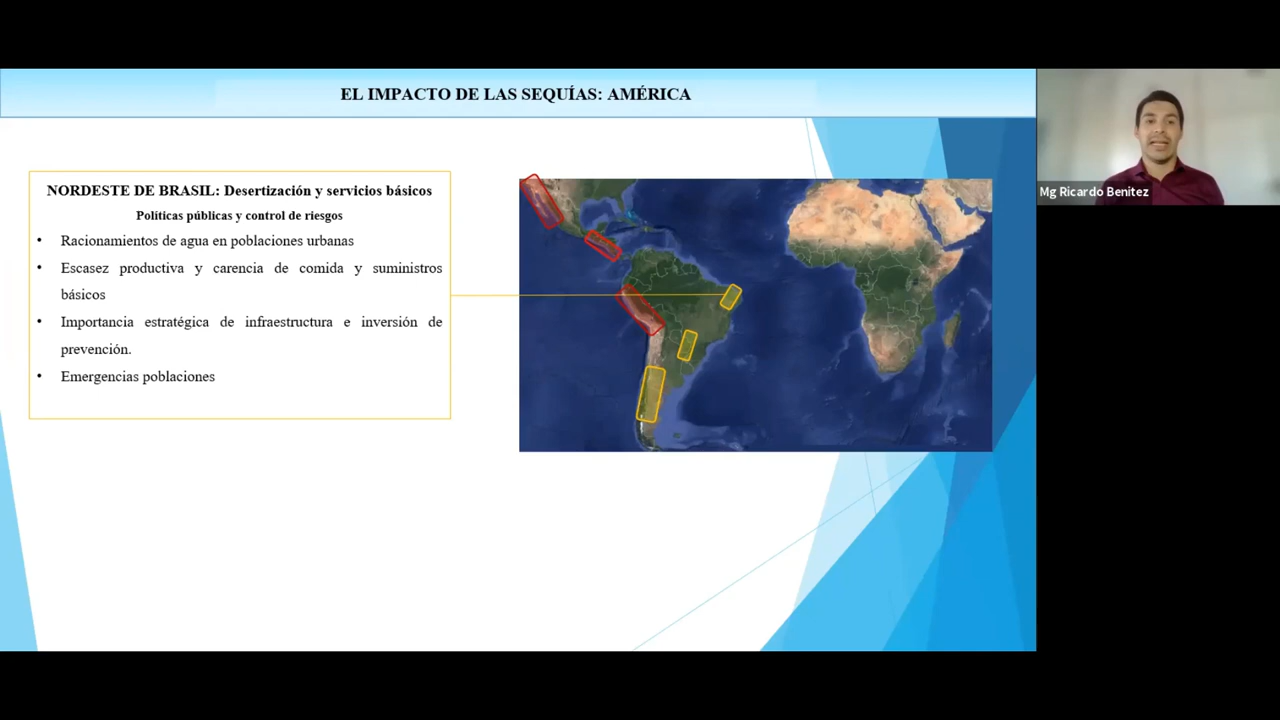 EL IMPACTO DE LAS SEQUÍAS: AMÉRICA
NORDESTE DE BRASIL: Desertización y servicios básicos
Políticas públicas y control de riesgos
• Racionamientos de agua en poblaciones urbanas
• Escasez productiva y carencia de comida y suministros
básicos
• Importancia estratégica de infraestructura e inversión de
prevención.
• Emergencias poblaciones
Mg Ricardo Benitez